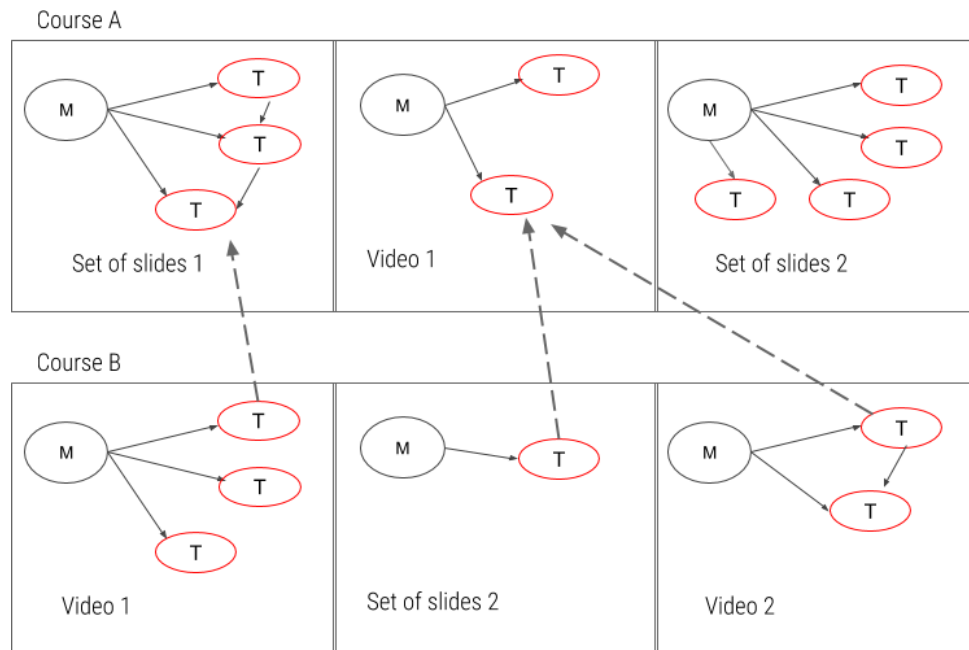 Course A
M
T
T
T
Set of slides 1
M
T
T
Video 1
M
T
T
T
T
Set of slides 2
Course B
M
T
T
T
Video 1
M
T
Set of slides 2
M
T
T
Video 2